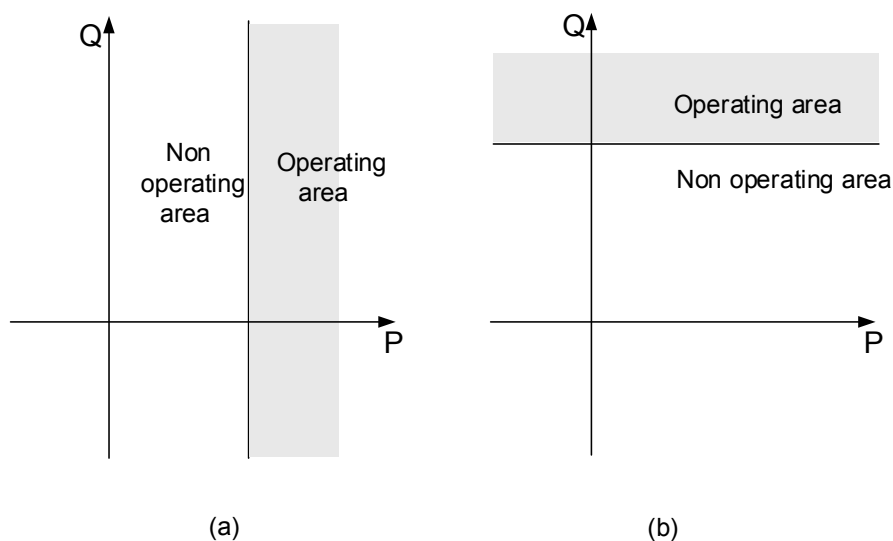 Q
Non
operating
area
Operating
area
P
(a)
Q
Operating area
Non operating area
P
(b)